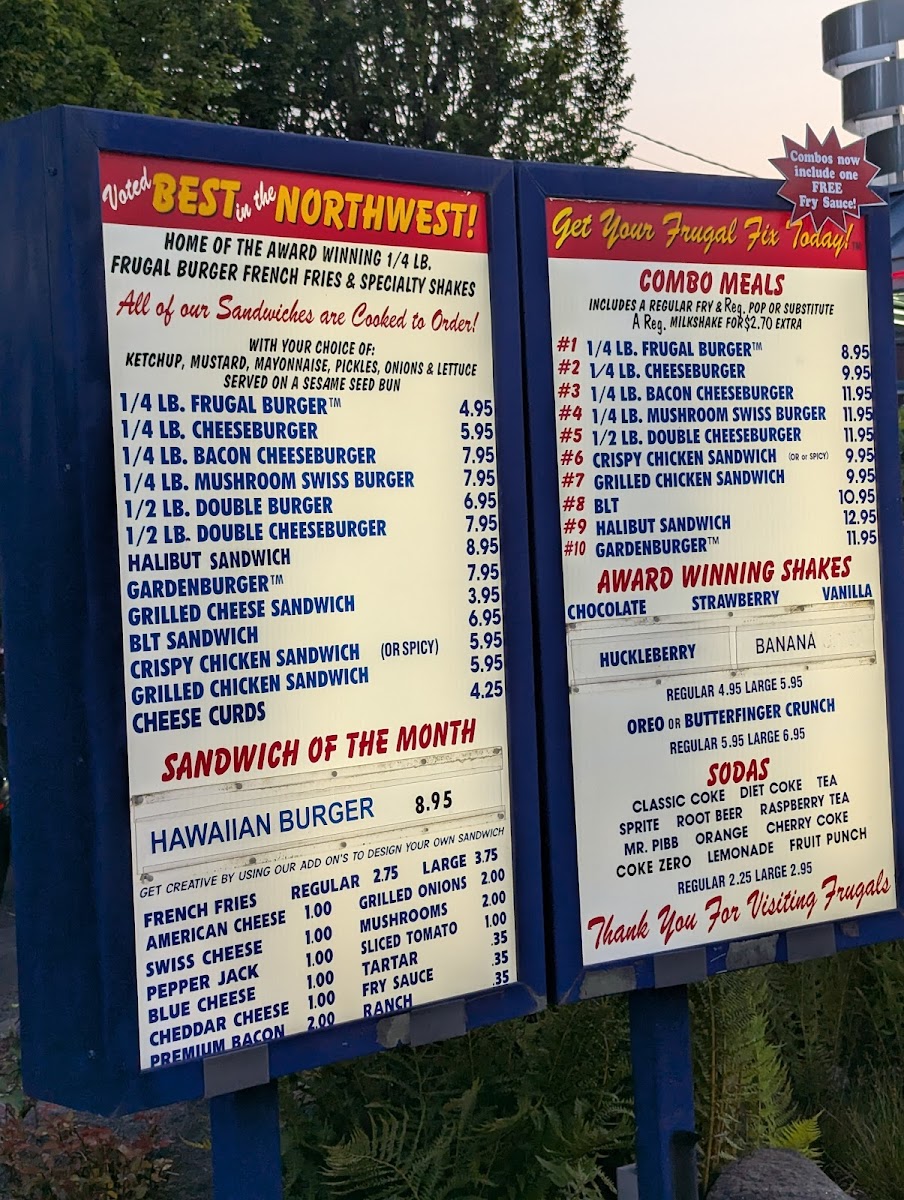 Voted BEST in the NORTHWEST!
HOME OF THE AWARD WINNING 1/4 LB.
FRUGAL BURGER FRENCH FRIES & SPECIALTY SHAKES
All of our Sandwiches are Cooked to Order!
WITH YOUR CHOICE OF:
KETCHUP, MUSTARD, MAYONNAISE, PICKLES, ONIONS & LETTUCE
SERVED ON A SESAME SEED BUN
1/4 LB. FRUGAL BURGER™ 4.95
1/4 LB. CHEESEBURGER 5.95
1/4 LB. BACON CHEESEBURGER 7.95
1/4 LB. MUSHROOM SWISS BURGER 7.95
1/2 LB. DOUBLE BURGER 6.95
1/2 LB. DOUBLE CHEESEBURGER 7.95
HALIBUT SANDWICH 8.95
GARDENBURGER™ 7.95
GRILLED CHEESE SANDWICH 3.95
BLT SANDWICH 6.95
CRISPY CHICKEN SANDWICH (OR SPICY) 5.95
GRILLED CHICKEN SANDWICH 5.95
CHEESE CURDS 4.25
SANDWICH OF THE MONTH
HAWAIIAN BURGER 8.95
GET CREATIVE BY USING OUR ADD ON'S TO DESIGN YOUR OWN SANDWICH
FRENCH FRIES REGULAR 2.75 LARGE 3.75
AMERICAN CHEESE 1.00 GRILLED ONIONS 2.00
SWISS CHEESE 1.00 MUSHROOMS 2.00
PEPPER JACK 1.00 SLICED TOMATO 1.00
BLUE CHEESE 1.00 TARTAR .35
CHEDDAR CHEESE 1.00 FRY SAUCE .35
PREMIUM BACON 2.00 RANCH .35
Combos now
include one
FREE
Fry Sauce!
Get Your Frugal Fix Today!™
COMBO MEALS
INCLUDES A REGULAR FRY & Reg. POP OR SUBSTITUTE
A Reg. MILKSHAKE FOR $2.70 EXTRA
#1 1/4 LB. FRUGAL BURGER™ 8.95
#2 1/4 LB. CHEESEBURGER 9.95
#3 1/4 LB. BACON CHEESEBURGER 11.95
#4 1/4 LB. MUSHROOM SWISS BURGER 11.95
#5 1/2 LB. DOUBLE CHEESEBURGER 11.95
#6 CRISPY CHICKEN SANDWICH (OR or SPICY) 9.95
#7 GRILLED CHICKEN SANDWICH 9.95
#8 BLT 10.95
#9 HALIBUT SANDWICH 12.95
#10 GARDENBURGER™ 11.95
AWARD WINNING SHAKES
CHOCOLATE STRAWBERRY VANILLA
HUCKLEBERRY BANANA
REGULAR 4.95 LARGE 5.95
OREO OR BUTTERFINGER CRUNCH
REGULAR 5.95 LARGE 6.95
SODAS
CLASSIC COKE DIET COKE TEA
SPRITE ROOT BEER RASPBERRY TEA
MR. PIBB ORANGE CHERRY COKE
COKE ZERO LEMONADE FRUIT PUNCH
REGULAR 2.25 LARGE 2.95
Thank You For Visiting Frugals